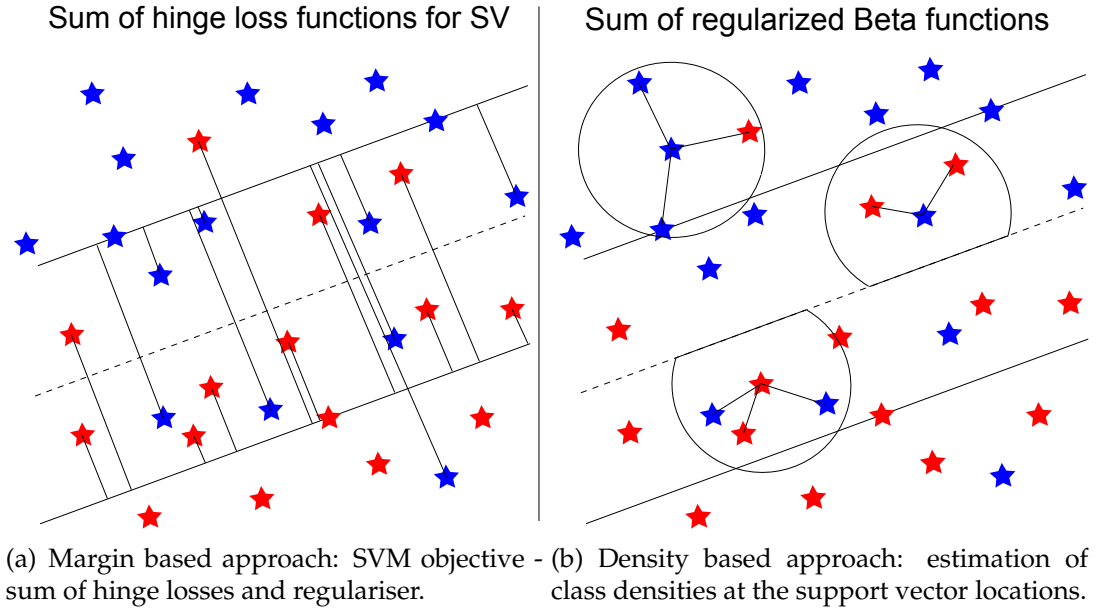 Sum of hinge loss functions for SV
Sum of regularized Beta functions
(a) Margin based approach: SVM objective -
sum of hinge losses and regulariser.
(b) Density based approach: estimation of
class densities at the support vector locations.